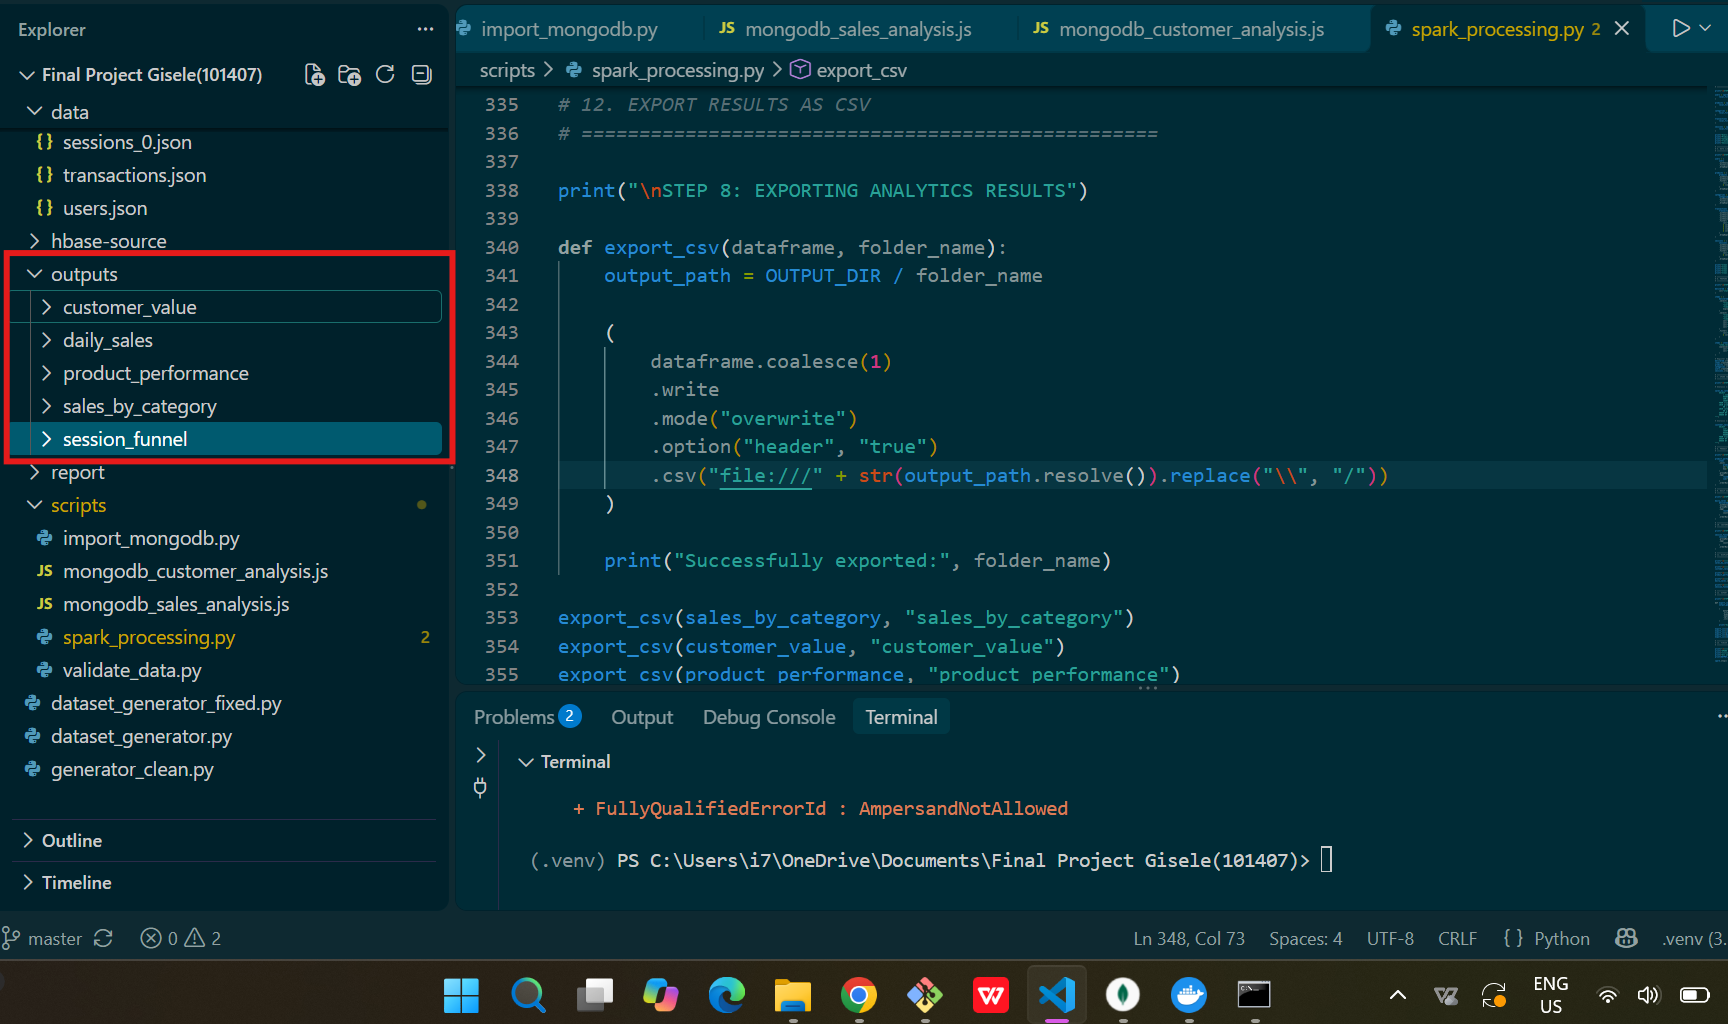 Explorer
Final Project Gisele(101407)
data
sessions_0.json
transactions.json
users.json
hbase-source
outputs
customer_value
daily_sales
product_performance
sales_by_category
session_funnel
report
scripts
import_mongodb.py
JS mongodb_customer_analysis.js
JS mongodb_sales_analysis.js
spark_processing.py 2
validate_data.py
dataset_generator_fixed.py
dataset_generator.py
generator_clean.py
Outline
Timeline
import_mongodb.py JS mongodb_sales_analysis.js JS mongodb_customer_analysis.js spark_processing.py 2
scripts > spark_processing.py > export_csv
335 # 12. EXPORT RESULTS AS CSV
336 # ==================================================
337
338 print("\nSTEP 8: EXPORTING ANALYTICS RESULTS")
339
340 def export_csv(dataframe, folder_name):
341 output_path = OUTPUT_DIR / folder_name
342
343 (
344 dataframe.coalesce(1)
345 .write
346 .mode("overwrite")
347 .option("header", "true")
348 .csv("file:///" + str(output_path.resolve()).replace("\\", "/"))
349 )
350
351 print("Successfully exported:", folder_name)
352
353 export_csv(sales_by_category, "sales_by_category")
354 export_csv(customer_value, "customer_value")
355 export_csv(product_performance, "product_performance")
Problems 2 Output Debug Console Terminal
Terminal
+ FullyQualifiedErrorId : AmpersandNotAllowed
(.venv) PS C:\Users\i7\OneDrive\Documents\Final Project Gisele(101407)>
master 0 2 Ln 348, Col 73 Spaces: 4 UTF-8 CRLF { } Python .venv (3.
ENG
US